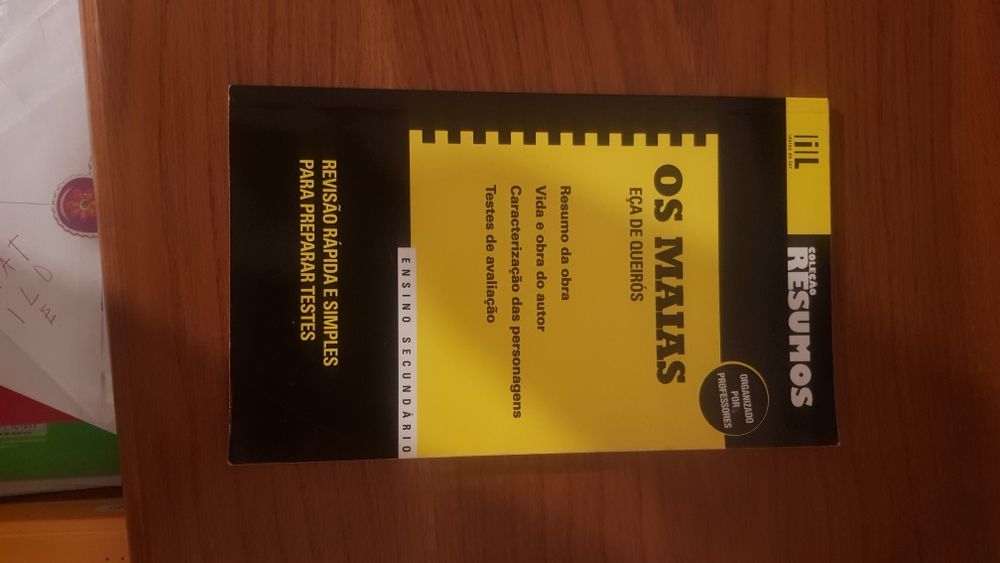 |i|L
COLEÇÃO
RESUMOS
ORGANIZADO
POR
PROFESSORES
OS MAIAS
EÇA DE QUEIRÓS
Resumo da obra
Vida e obra do autor
Caracterização das personagens
Testes de avaliação
ENSINO SECUNDÁRIO
REVISÃO RÁPIDA E SIMPLES
PARA PREPARAR TESTES